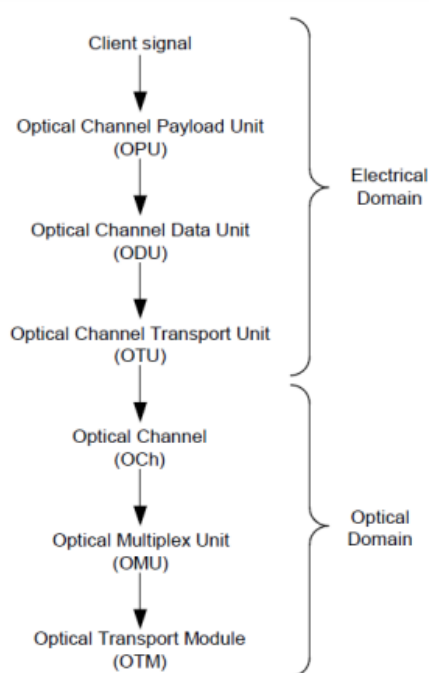 Client signal
Optical Channel Payload Unit
(OPU)
Electrical
Domain
Optical Channel Data Unit
(ODU)
Optical Channel Transport Unit
(OTU)
Optical Channel
(OCh)
Optical
Domain
Optical Multiplex Unit
(OMU)
Optical Transport Module
(OTM)